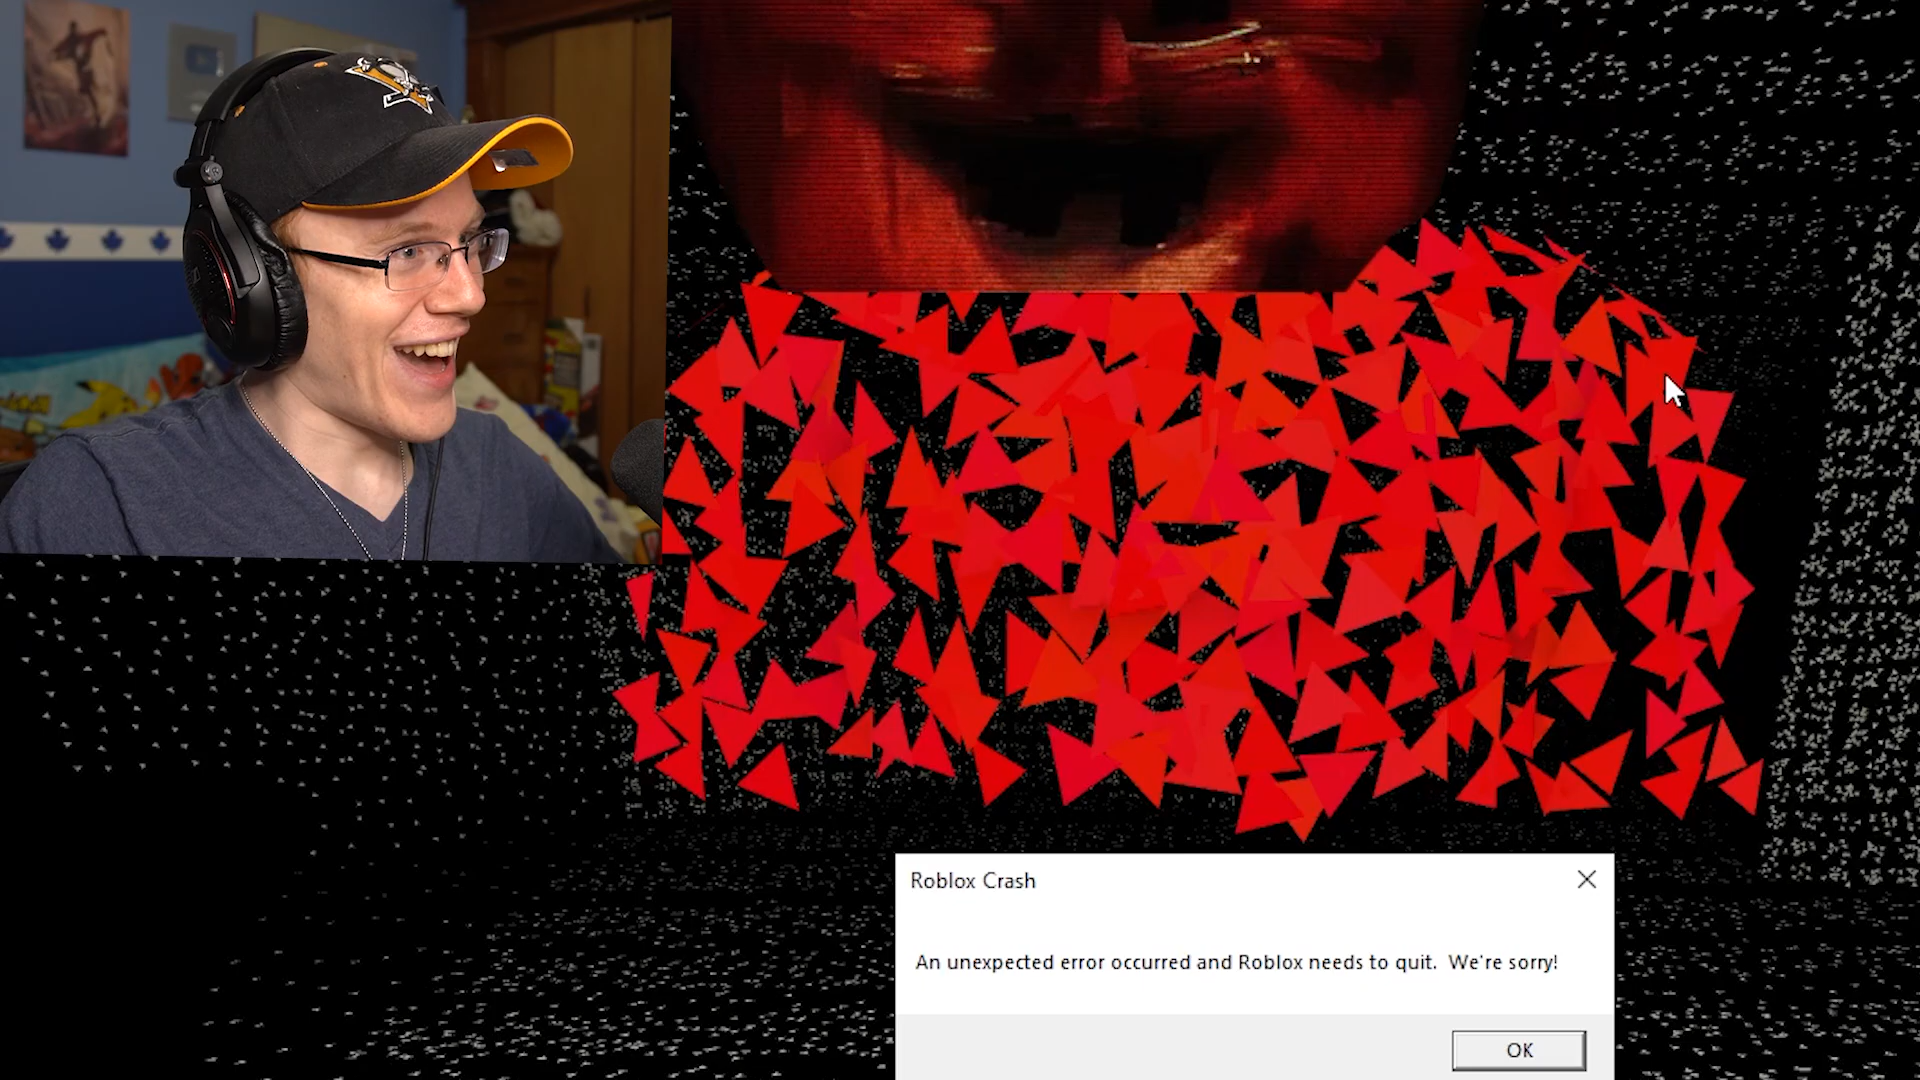 Roblox Crash
An unexpected error occurred and Roblox needs to quit.  We're sorry!
OK